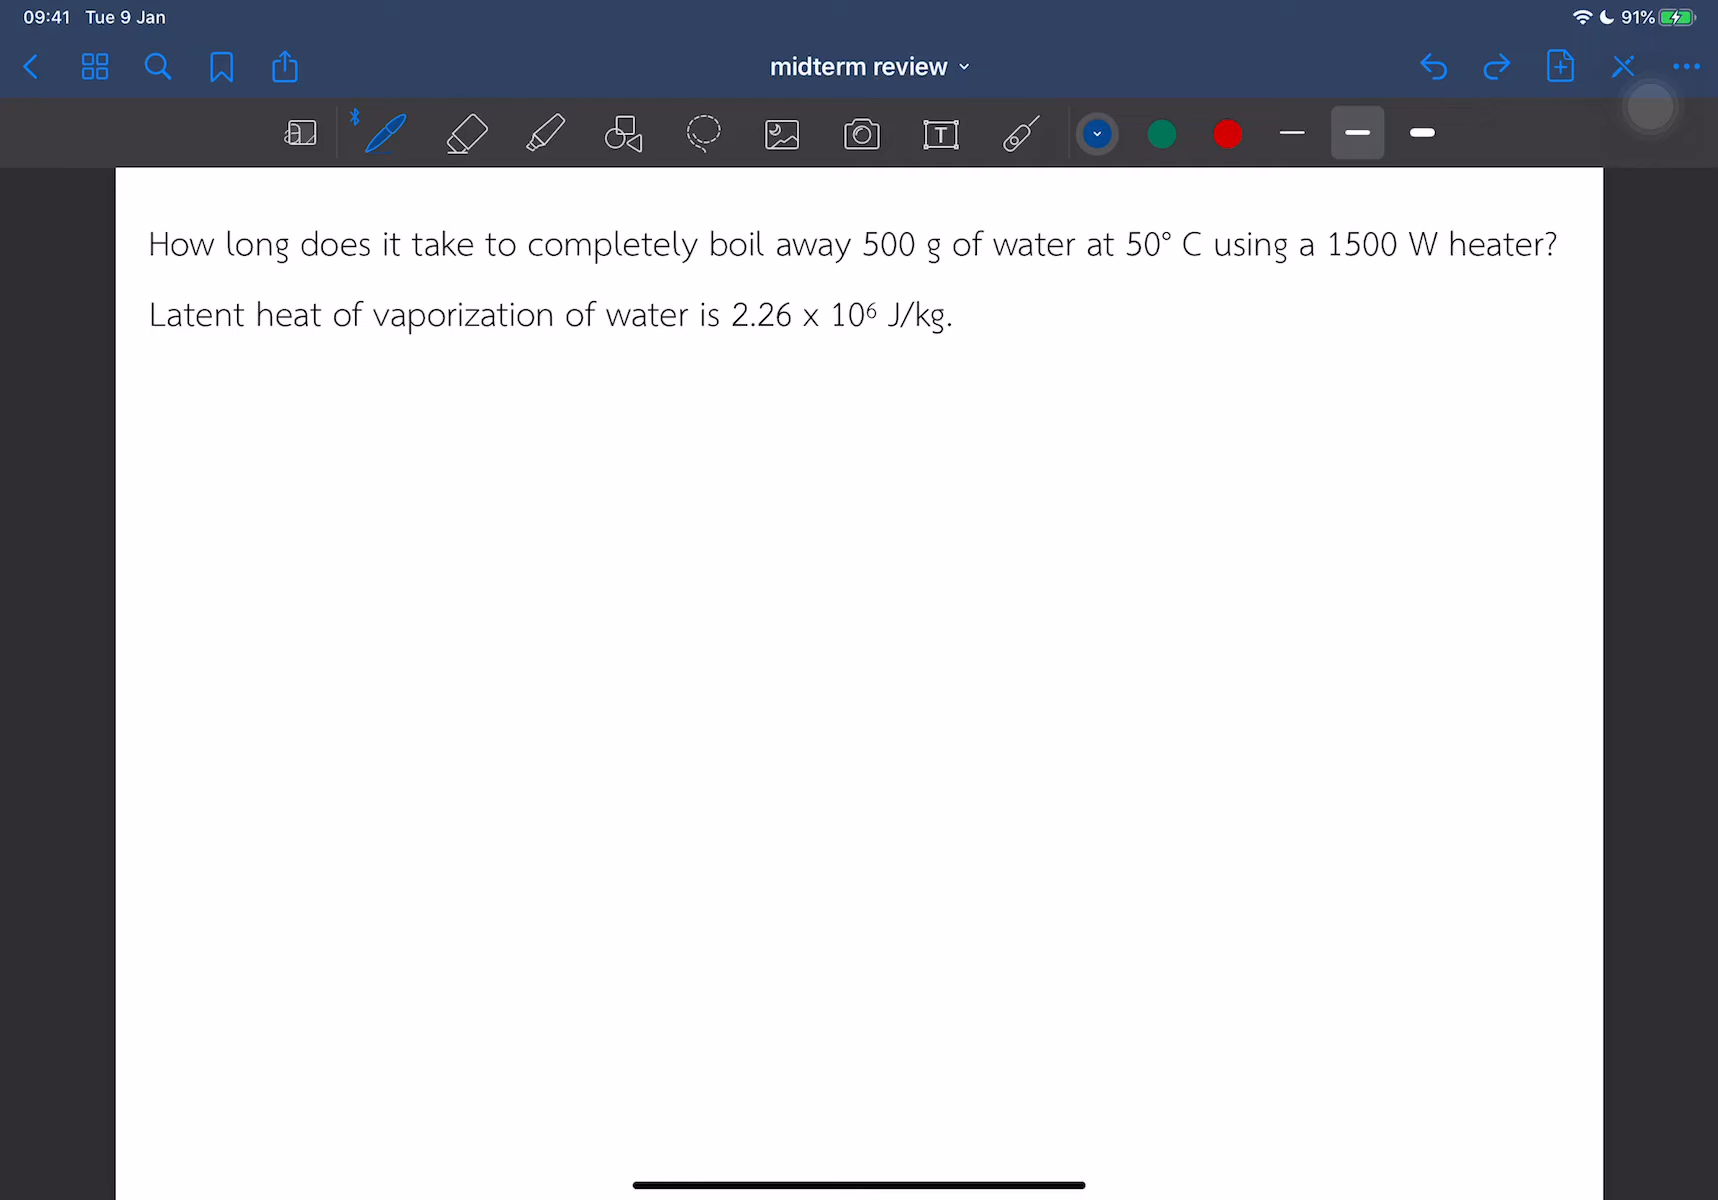 09:41 Tue 9 Jan
91%
midterm review
T
How long does it take to completely boil away 500 g of water at 50° C using a 1500 W heater?
Latent heat of vaporization of water is 2.26 x 10⁶ J/kg.